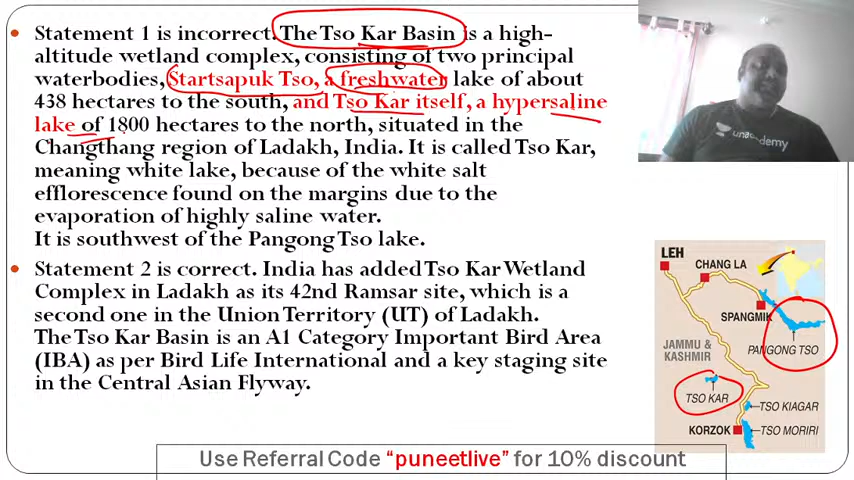 Statement 1 is incorrect. The Tso Kar Basin is a high-
altitude wetland complex, consisting of two principal
waterbodies, Startsapuk Tso, a freshwater lake of about
438 hectares to the south, and Tso Kar itself, a hypersaline
lake of 1800 hectares to the north, situated in the
Changthang region of Ladakh, India. It is called Tso Kar,
meaning white lake, because of the white salt
efflorescence found on the margins due to the
evaporation of highly saline water.
It is southwest of the Pangong Tso lake.
Statement 2 is correct. India has added Tso Kar Wetland
Complex in Ladakh as its 42nd Ramsar site, which is a
second one in the Union Territory (UT) of Ladakh.
The Tso Kar Basin is an A1 Category Important Bird Area
(IBA) as per Bird Life International and a key staging site
in the Central Asian Flyway.
unacademy
LEH
CHANG LA
SPANGMIK
JAMMU &
KASHMIR
PANGONG TSO
TSO KAR
TSO KIAGAR
KORZOK
TSO MORIRI
Use Referral Code “puneetlive” for 10% discount